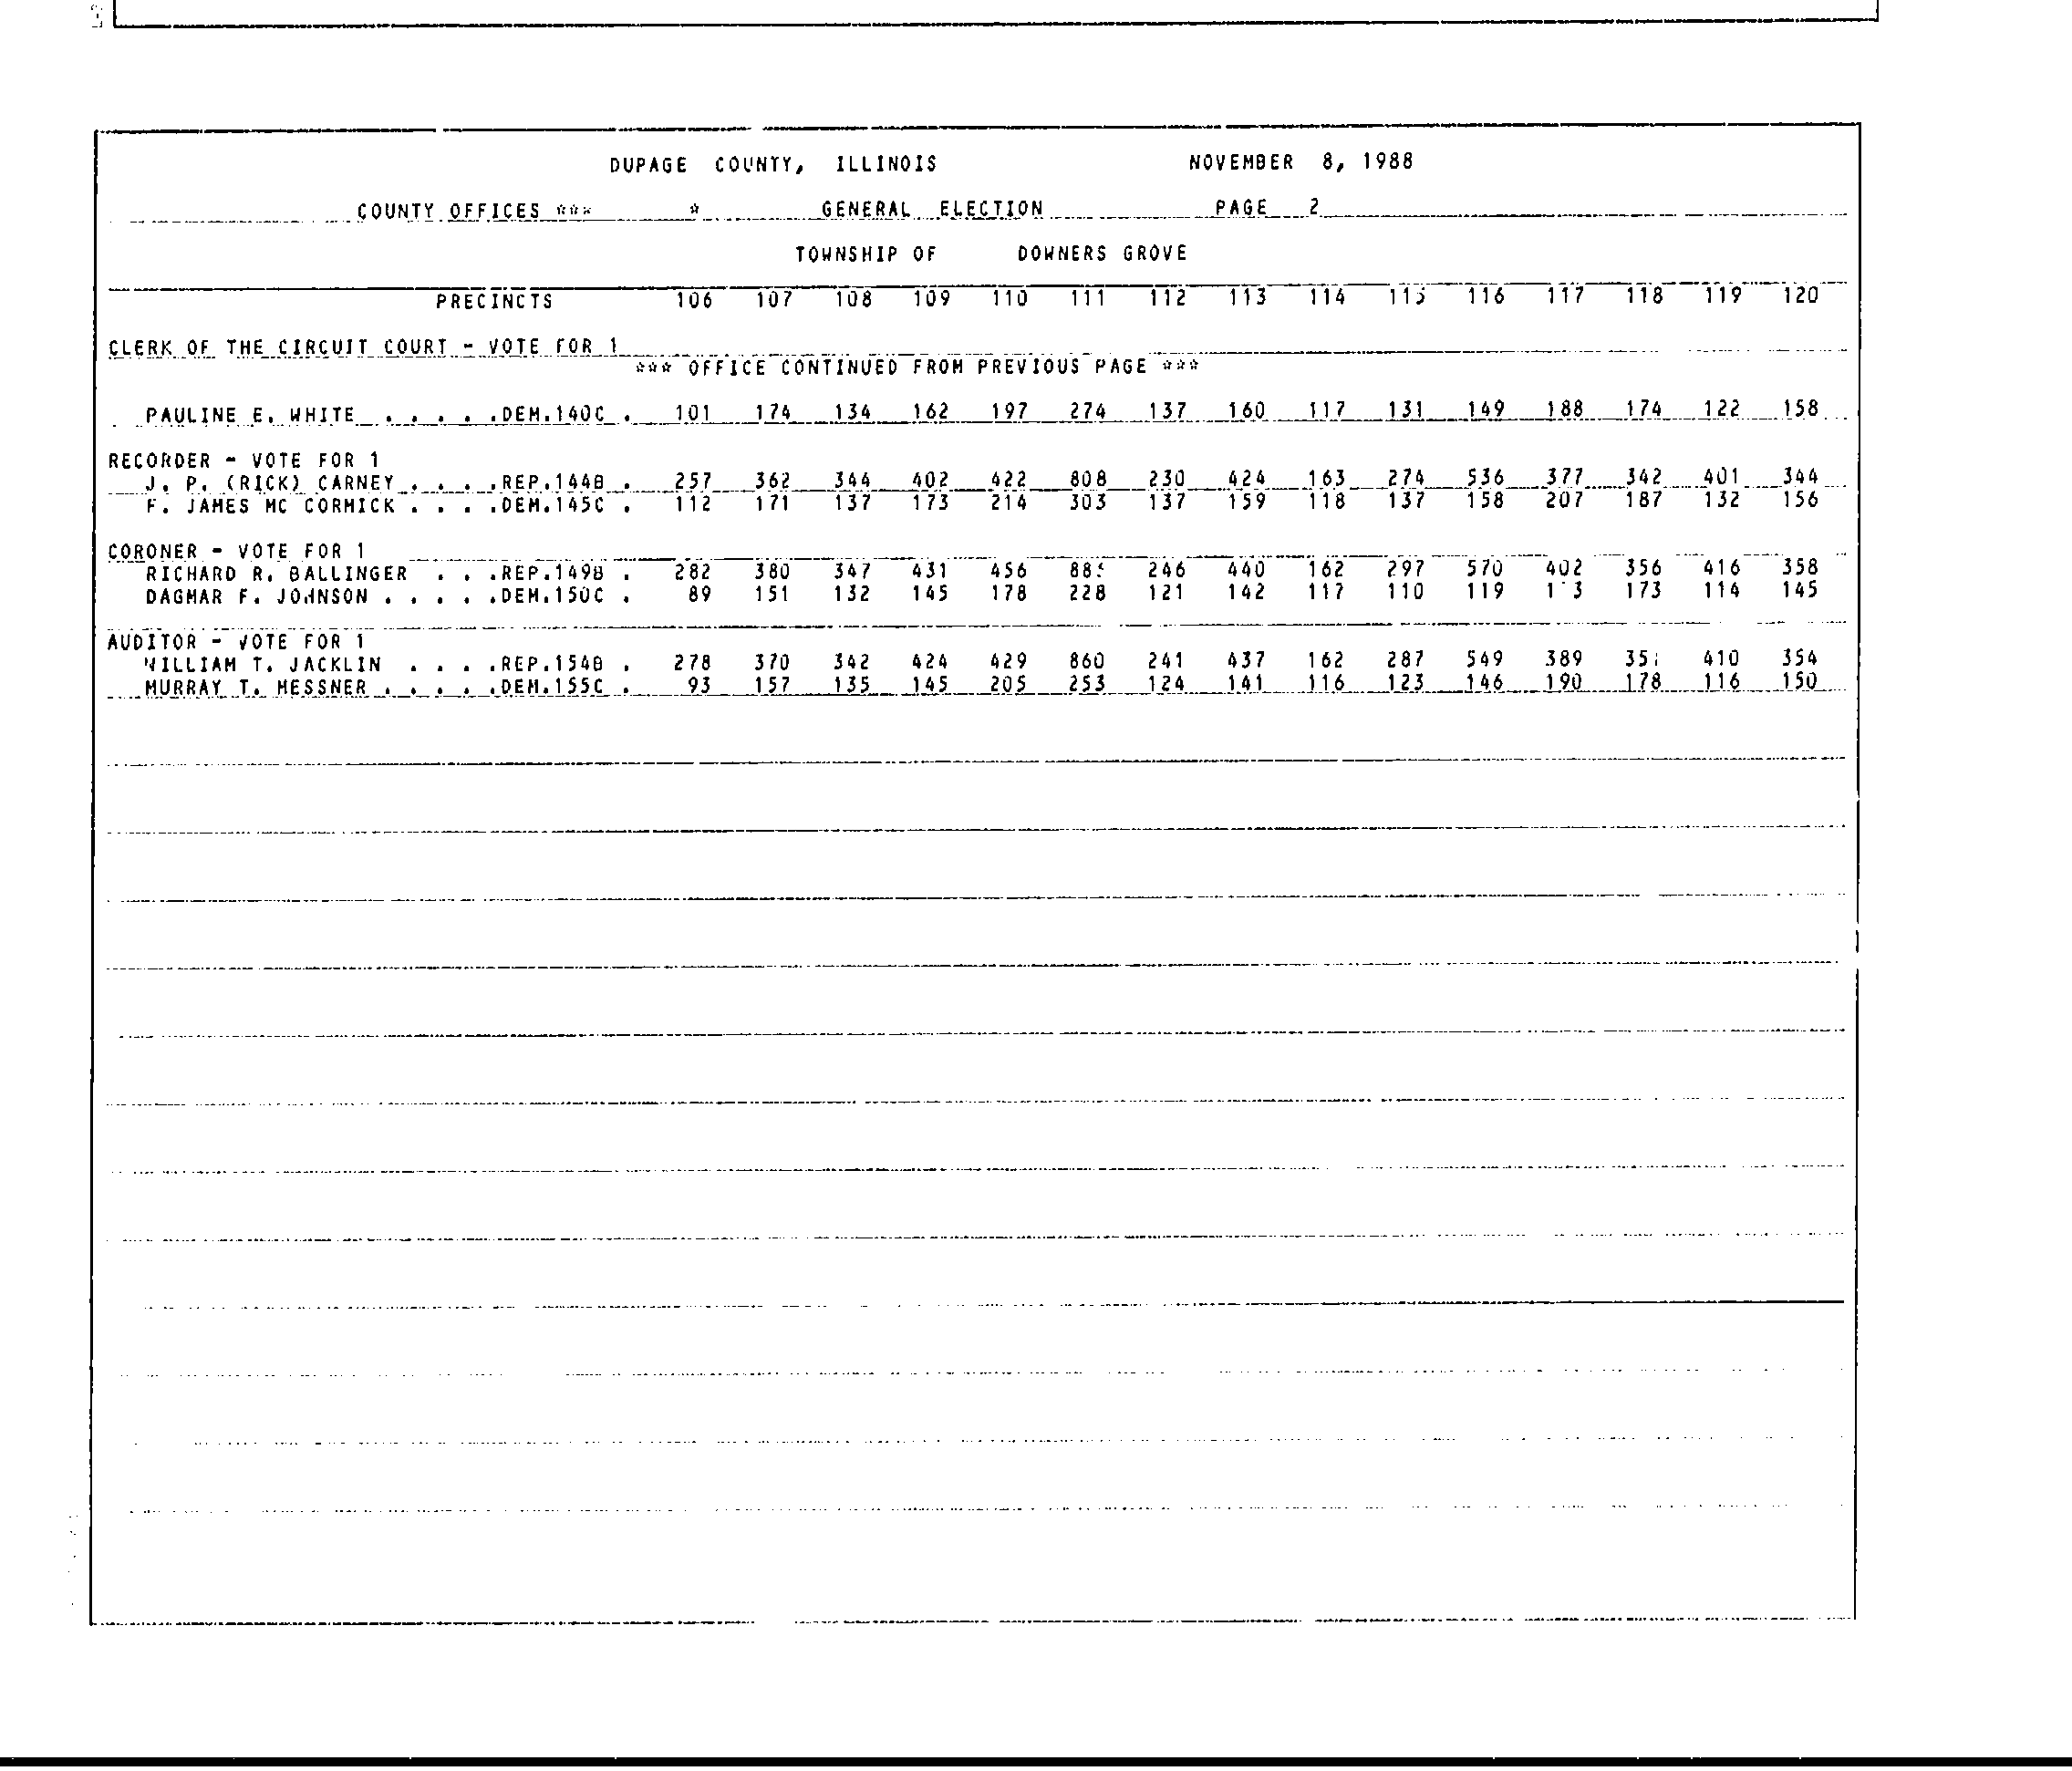 DUPAGE COUNTY, ILLINOIS NOVEMBER 8, 1988
COUNTY OFFICES *** * GENERAL ELECTION PAGE 2
TOWNSHIP OF DOWNERS GROVE
PRECINCTS 106 107 108 109 110 111 112 113 114 115 116 117 118 119 120
CLERK OF THE CIRCUIT COURT - VOTE FOR 1
*** OFFICE CONTINUED FROM PREVIOUS PAGE ***
PAULINE E. WHITE . . . . .DEM.140C . 101 174 134 162 197 274 137 160 117 131 149 188 174 122 158
RECORDER - VOTE FOR 1
J. P. (RICK) CARNEY . . . .REP.144B . 257 362 344 402 422 808 230 424 163 274 536 377 342 401 344
F. JAMES MC CORMICK . . . .DEM.145C . 112 171 137 173 214 303 137 159 118 137 158 207 187 132 156
CORONER - VOTE FOR 1
RICHARD R. BALLINGER . . .REP.149B . 282 380 347 431 456 246 440 162 297 570 402 356 416 358
DAGMAR F. JOHNSON . . . . .DEM.150C . 89 151 132 145 178 228 121 142 117 110 119 173 114 145
AUDITOR - VOTE FOR 1
WILLIAM T. JACKLIN . . . .REP.154B . 278 370 342 424 429 860 241 437 162 287 549 389 410 354
MURRAY T. MESSNER . . . . .DEM.155C . 93 157 135 145 205 253 124 141 116 123 146 190 178 116 150